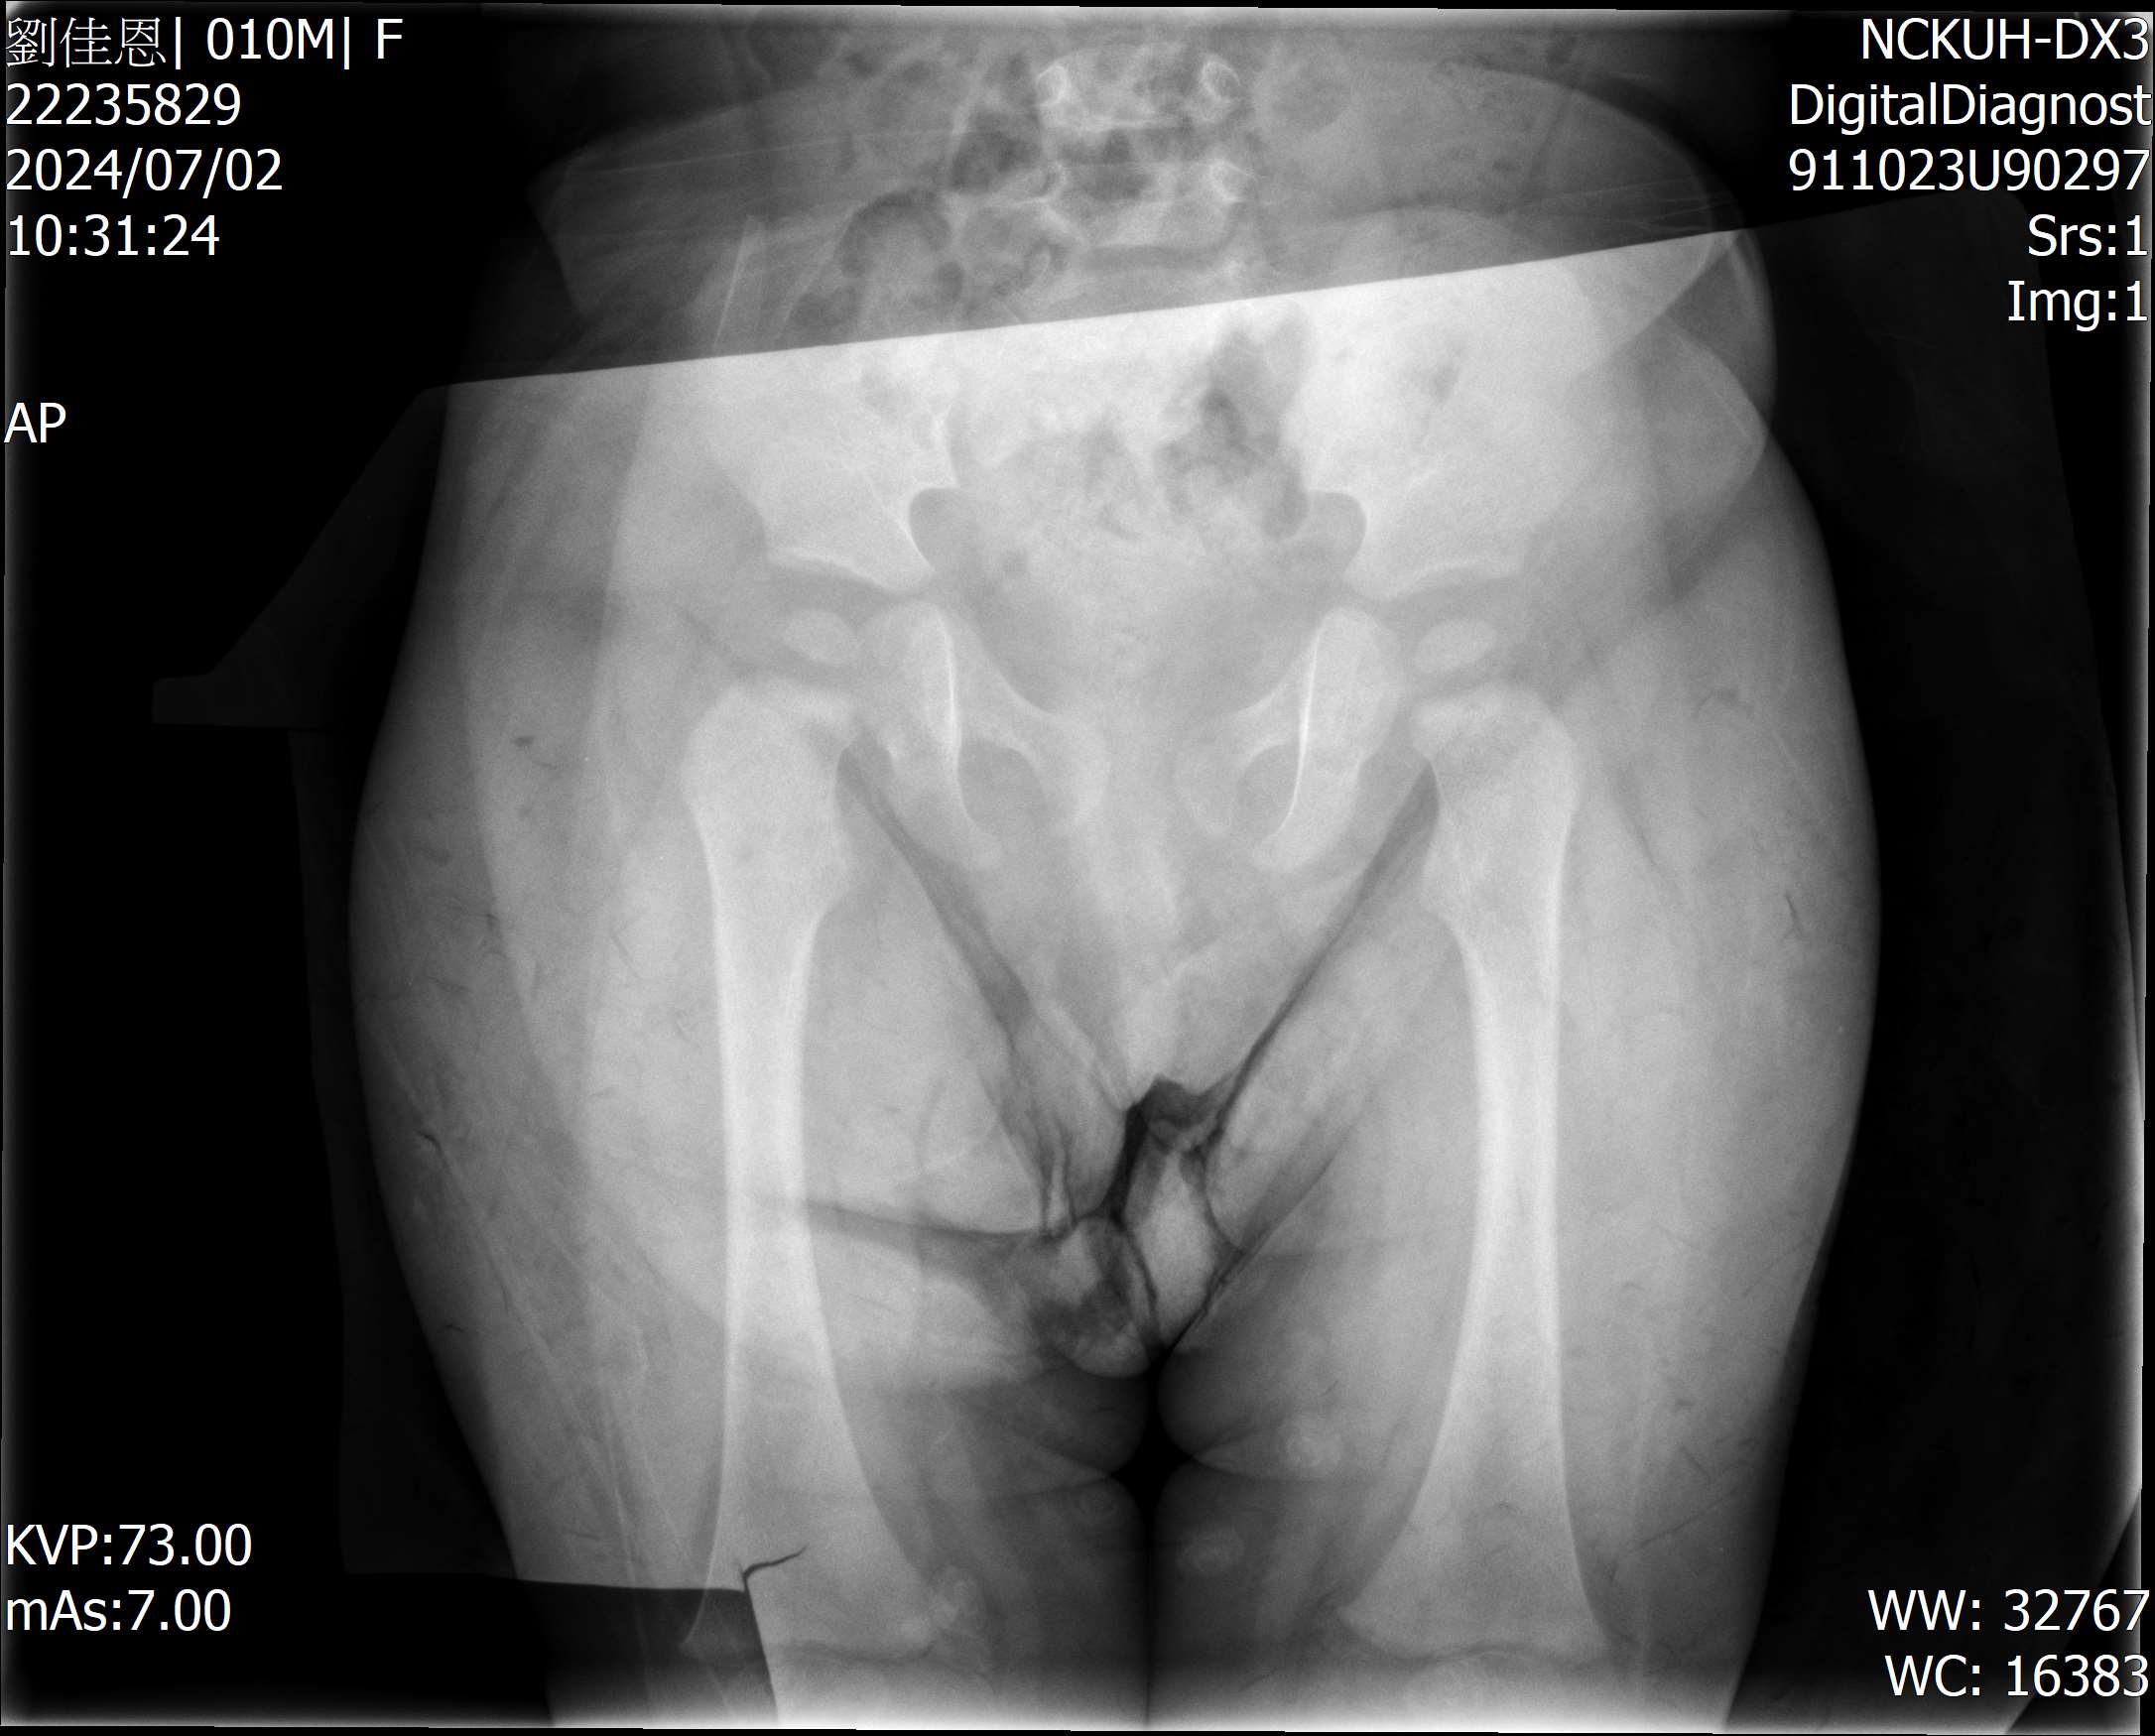 劉佳恩| 010M| F
22235829
2024/07/02
10:31:24
AP
NCKUH-DX3
DigitalDiagnost
911023U90297
Srs:1
Img:1
KVP:73.00
mAs:7.00
WW: 32767
WC: 16383